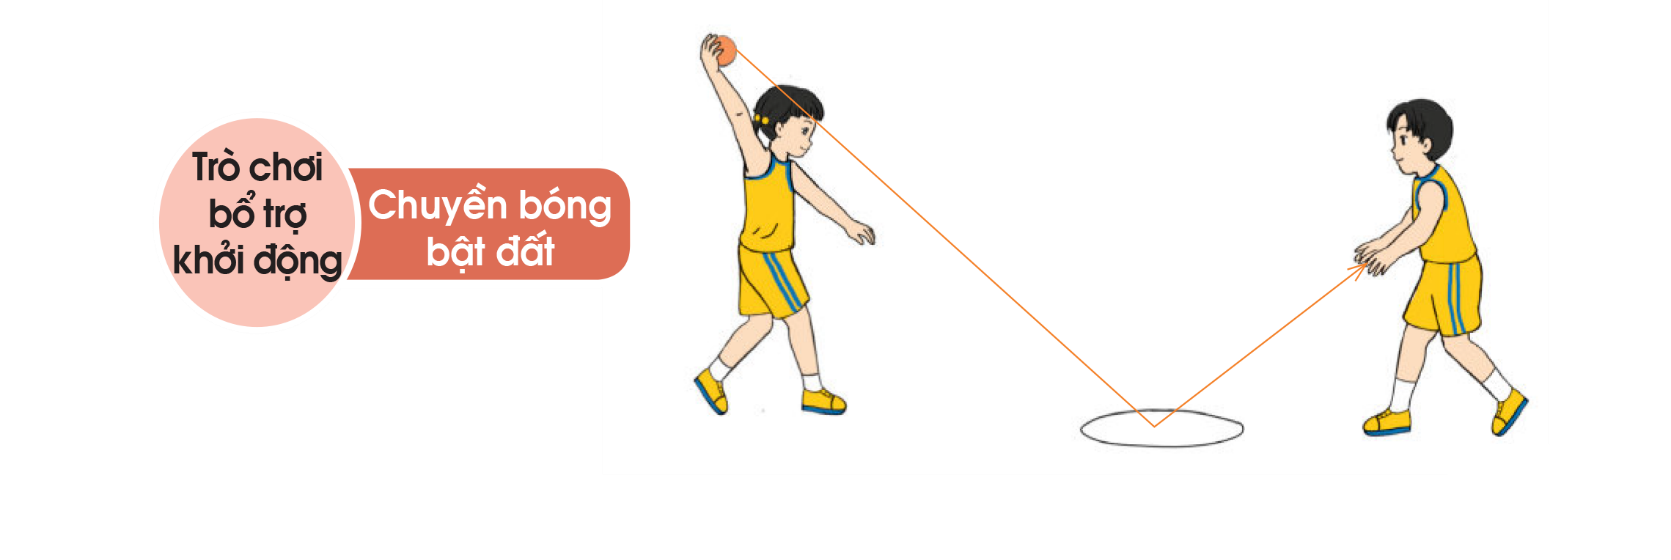 Trò chơi
bổ trợ
khởi động
Chuyền bóng
bật đất